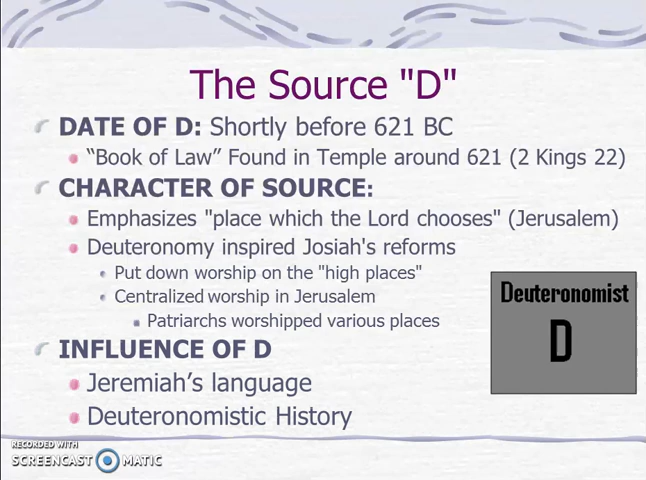 The Source "D"
DATE OF D: Shortly before 621 BC
“Book of Law” Found in Temple around 621 (2 Kings 22)
CHARACTER OF SOURCE:
Emphasizes "place which the Lord chooses" (Jerusalem)
Deuteronomy inspired Josiah's reforms
Put down worship on the "high places"
Centralized worship in Jerusalem
Patriarchs worshipped various places
Deuteronomist
D
INFLUENCE OF D
Jeremiah’s language
Deuteronomistic History
RECORDED WITH
SCREENCAST MATIC